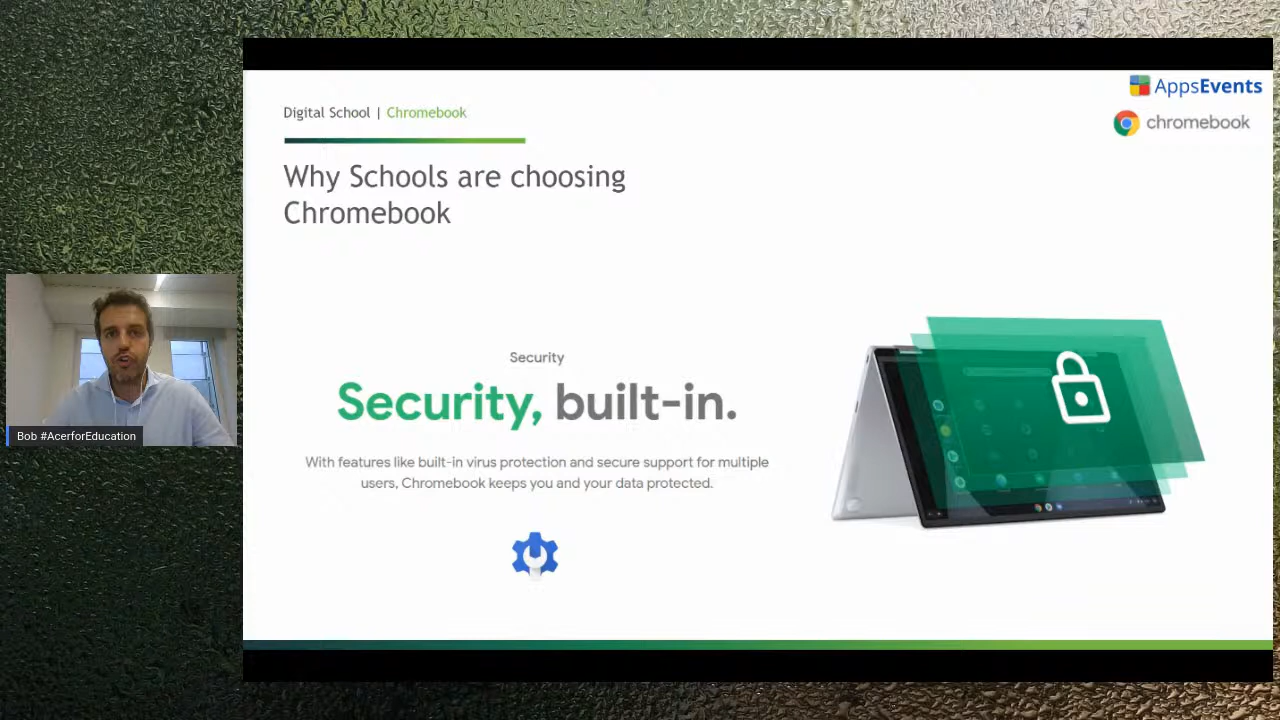 AppsEvents
chromebook
Digital School | Chromebook
Why Schools are choosing
Chromebook
Security
Security, built-in.
With features like built-in virus protection and secure support for multiple
users, Chromebook keeps you and your data protected.
Bob #AcerforEducation